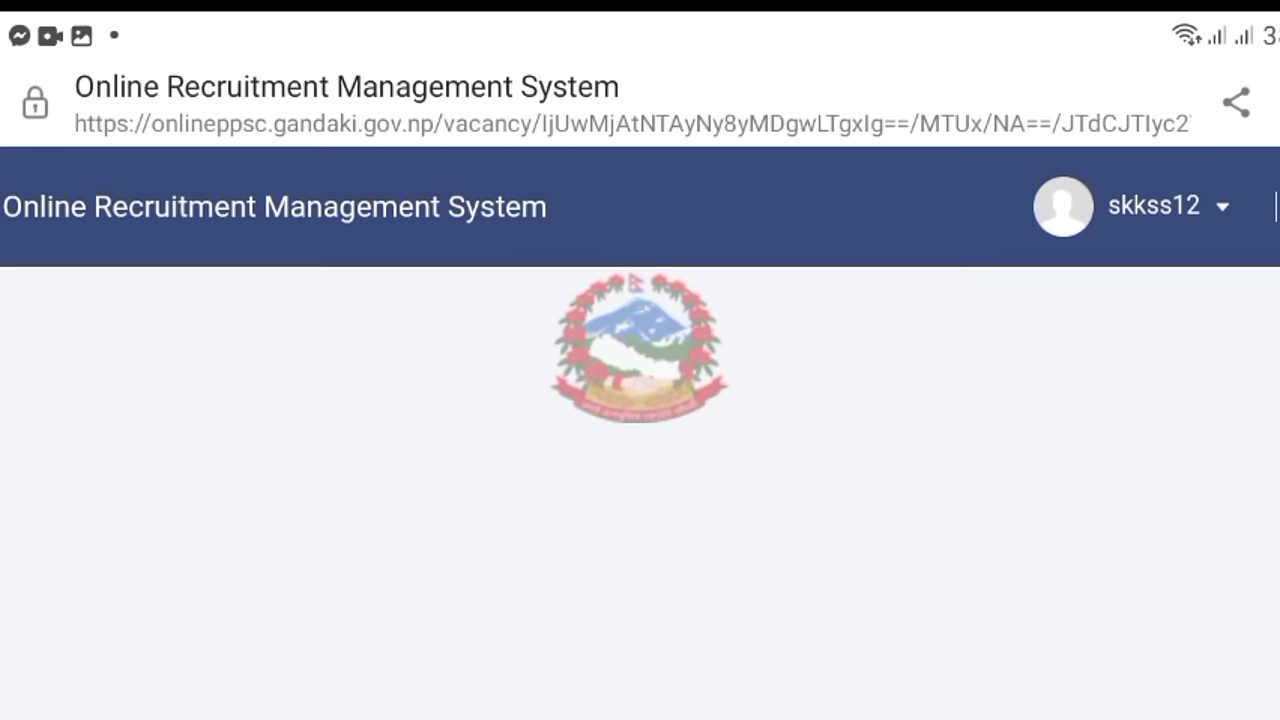 3
Online Recruitment Management System
https://onlineppsc.gandaki.gov.np/vacancy/IjUwMjAtNTAyNy8yMDgwLTgxIg==/MTUx/NA==/JTdCJTIyc2
Online Recruitment Management System
skkss12